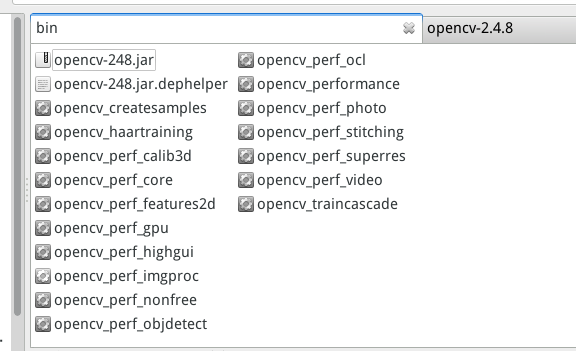 bin
opencv-2.4.8
opencv-248.jar
opencv-248.jar.dephelper
opencv_createsamples
opencv_haartraining
opencv_perf_calib3d
opencv_perf_core
opencv_perf_features2d
opencv_perf_gpu
opencv_perf_highgui
opencv_perf_imgproc
opencv_perf_nonfree
opencv_perf_objdetect
opencv_perf_ocl
opencv_performance
opencv_perf_photo
opencv_perf_stitching
opencv_perf_superres
opencv_perf_video
opencv_traincascade